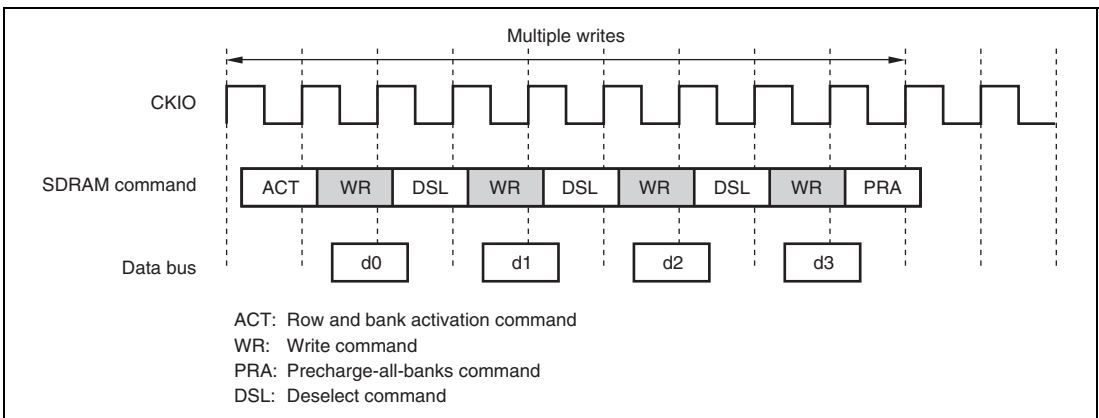 Multiple writes
CKIO
SDRAM command ACT WR DSL WR DSL WR DSL WR PRA
Data bus d0 d1 d2 d3
ACT: Row and bank activation command
WR: Write command
PRA: Precharge-all-banks command
DSL: Deselect command